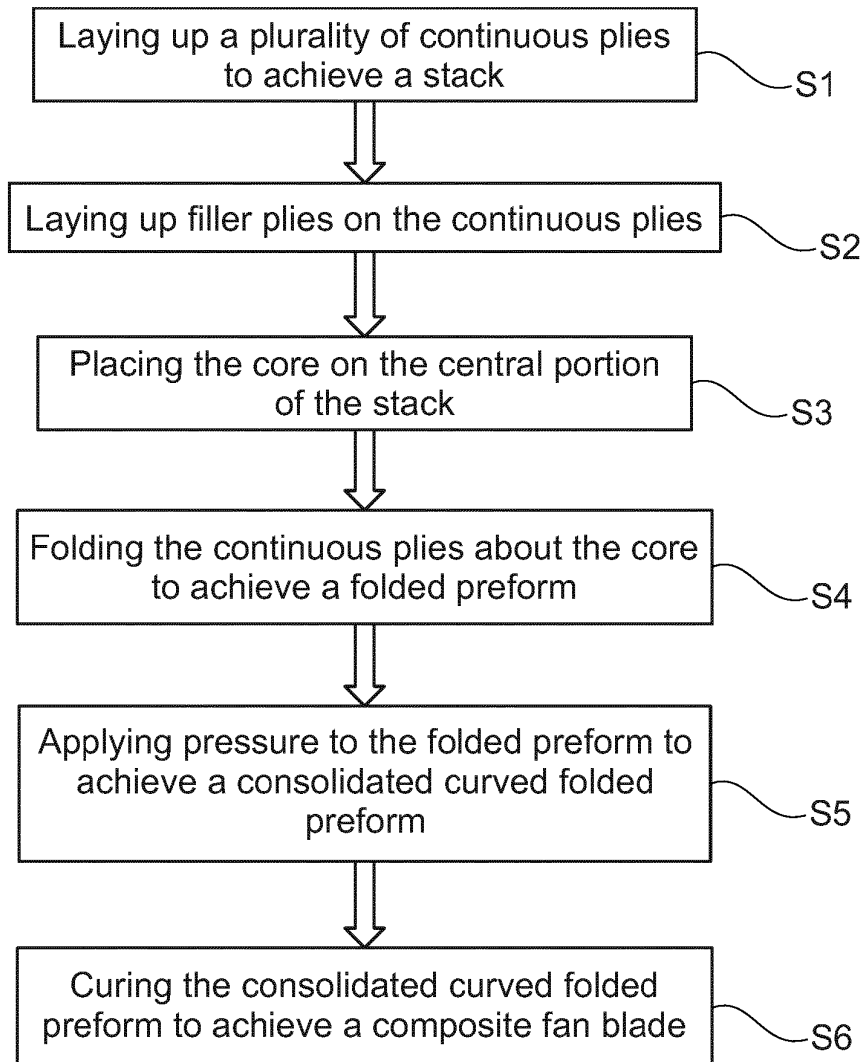 Laying up a plurality of continuous plies
to achieve a stack
S1
Laying up filler plies on the continuous plies
S2
Placing the core on the central portion
of the stack
S3
Folding the continuous plies about the core
to achieve a folded preform
S4
Applying pressure to the folded preform to
achieve a consolidated curved folded
preform
S5
Curing the consolidated curved folded
preform to achieve a composite fan blade
S6